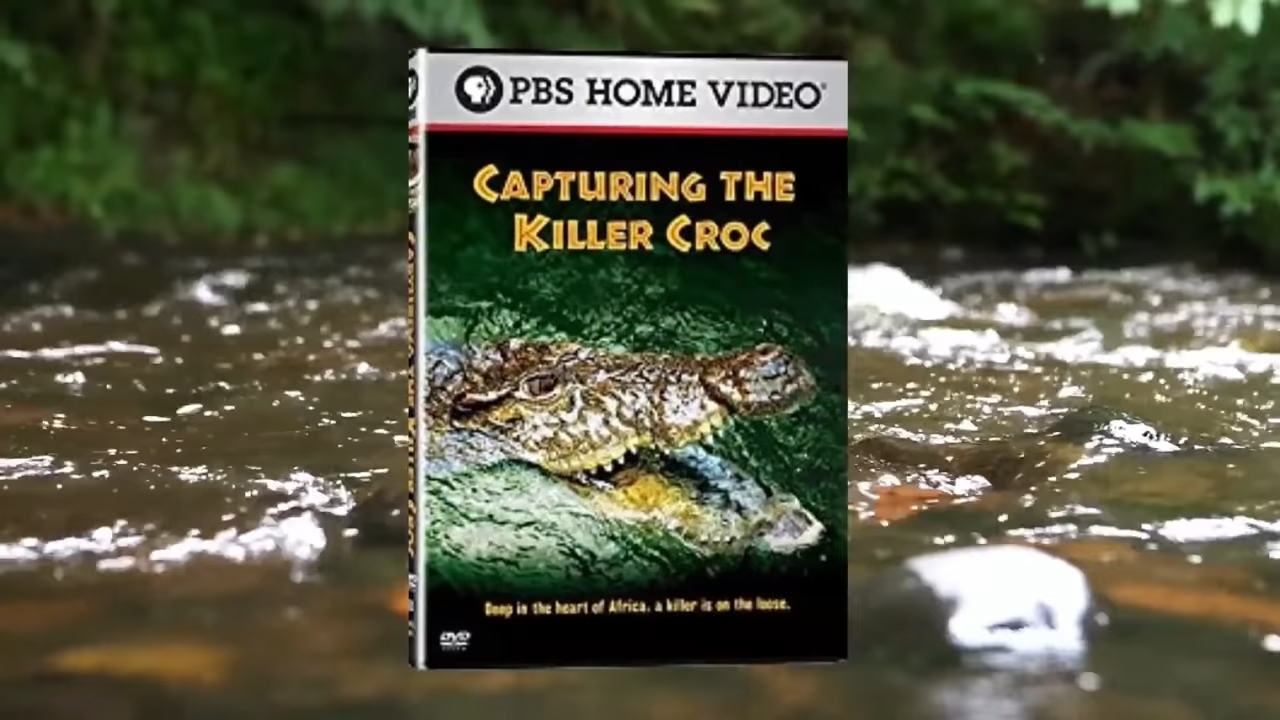 PBS HOME VIDEO®
CAPTURING THE
KILLER CROC
Deep in the heart of Africa, a killer is on the loose.
DVD